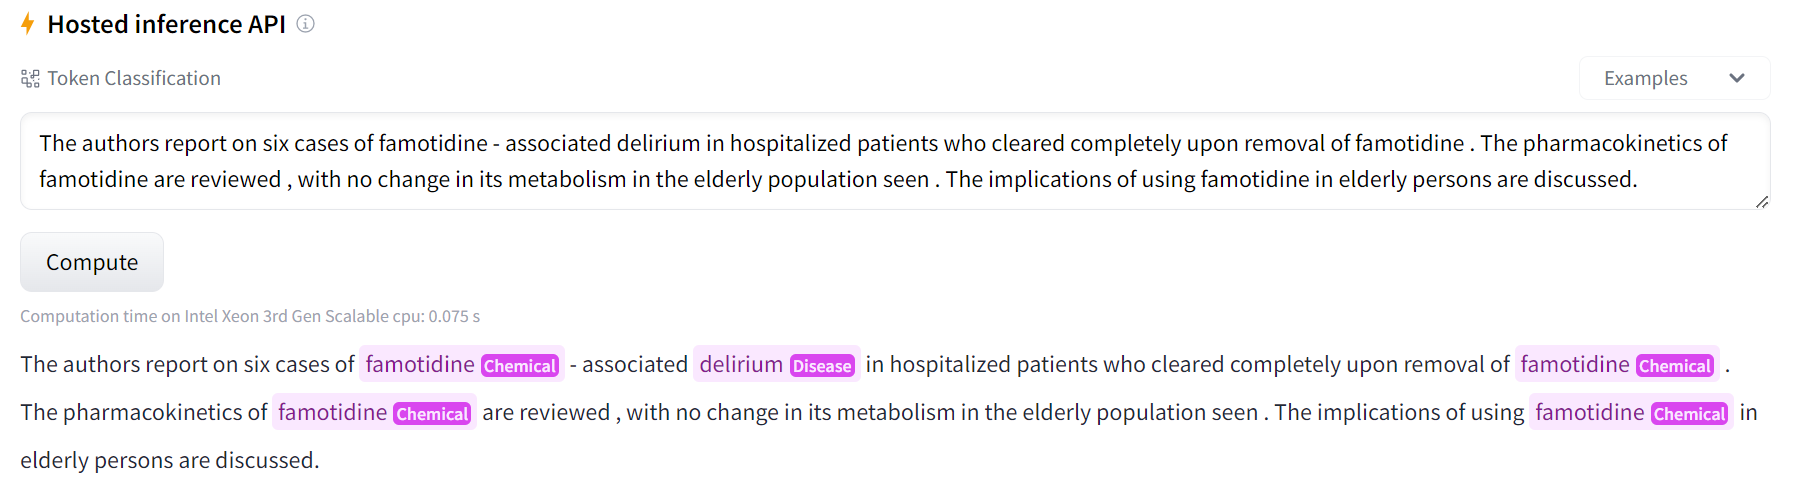 Hosted inference API
Token Classification
Examples
The authors report on six cases of famotidine - associated delirium in hospitalized patients who cleared completely upon removal of famotidine . The pharmacokinetics of
famotidine are reviewed , with no change in its metabolism in the elderly population seen . The implications of using famotidine in elderly persons are discussed.
Compute
Computation time on Intel Xeon 3rd Gen Scalable cpu: 0.075 s
The authors report on six cases of famotidine Chemical - associated delirium Disease in hospitalized patients who cleared completely upon removal of famotidine Chemical .
The pharmacokinetics of famotidine Chemical are reviewed , with no change in its metabolism in the elderly population seen . The implications of using famotidine Chemical in
elderly persons are discussed.